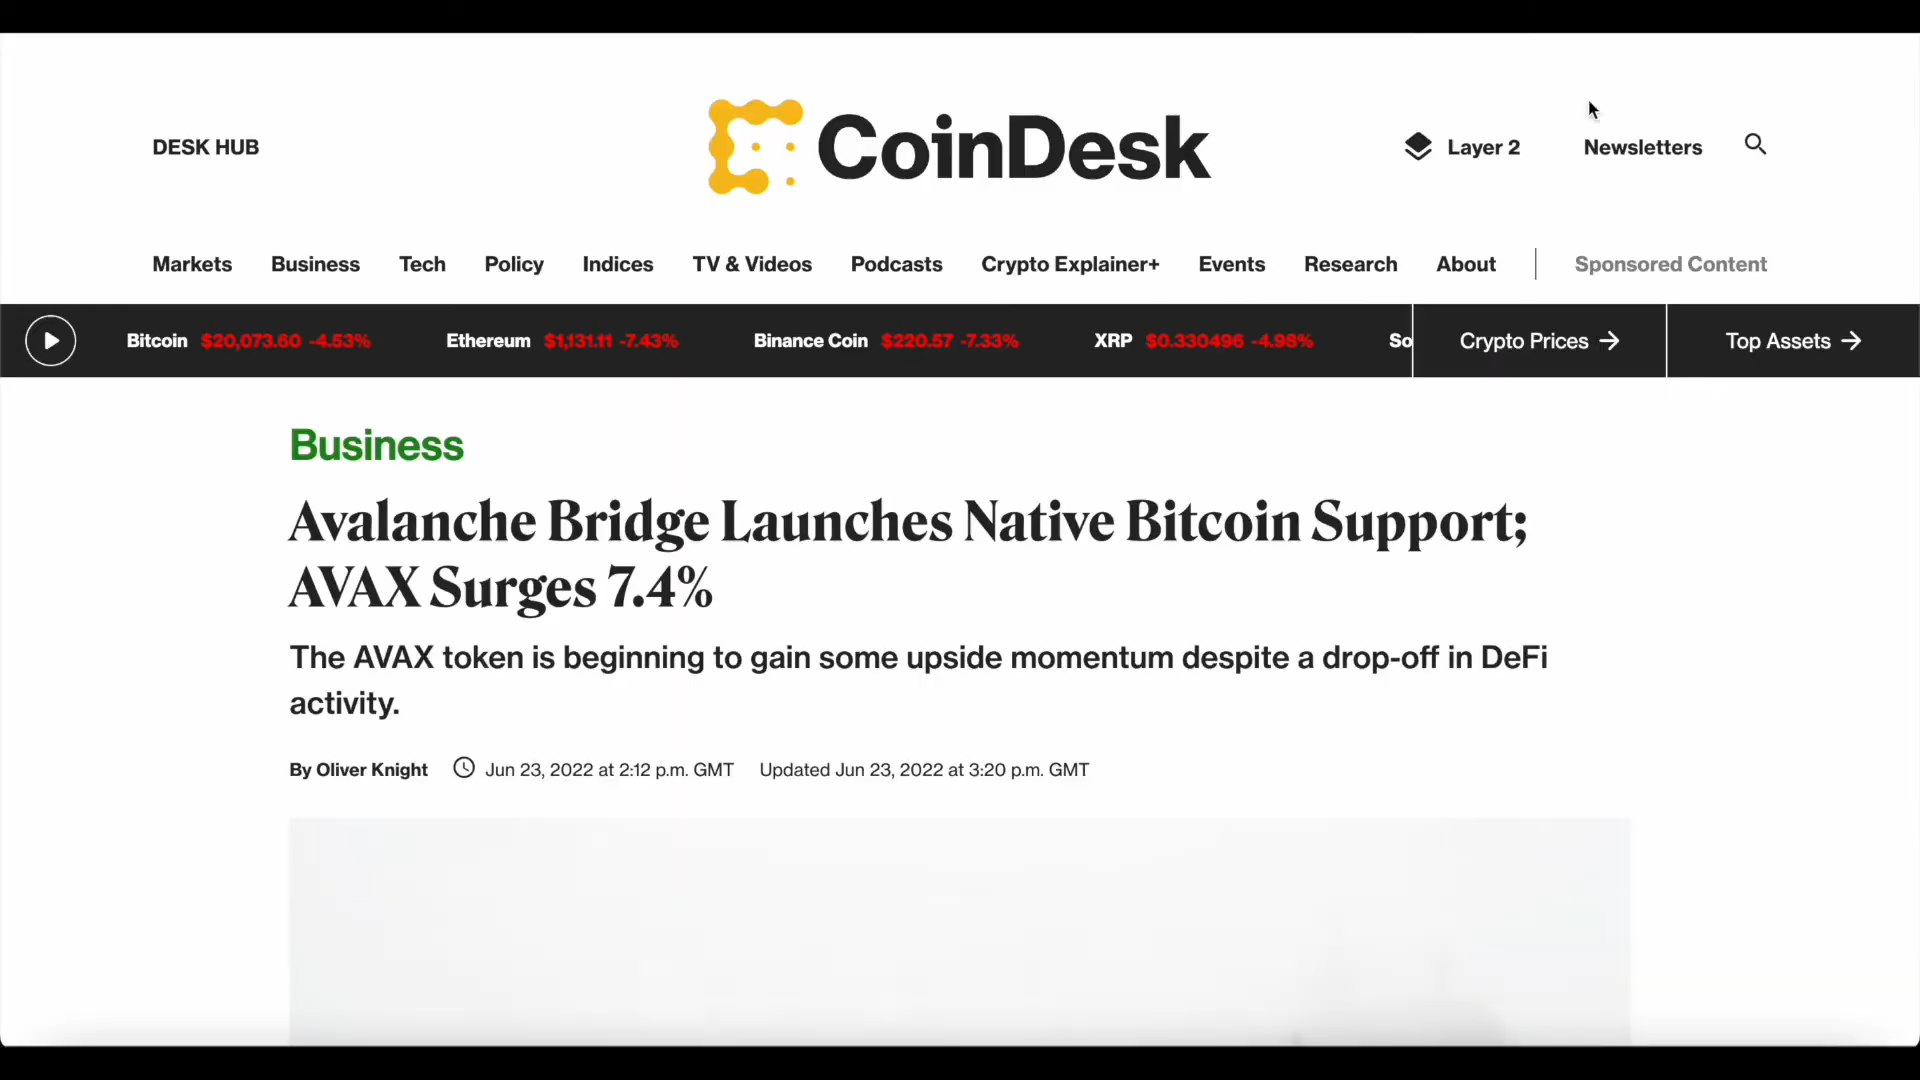 DESK HUB
CoinDesk
Layer 2
Newsletters
Markets Business Tech Policy Indices TV & Videos Podcasts Crypto Explainer+ Events Research About Sponsored Content
Bitcoin $20,073.60 -4.53% Ethereum $1,131.11 -7.43% Binance Coin $220.57 -7.33% XRP $0.330496 -4.98% So Crypto Prices → Top Assets →
Business
Avalanche Bridge Launches Native Bitcoin Support;
AVAX Surges 7.4%
The AVAX token is beginning to gain some upside momentum despite a drop-off in DeFi
activity.
By Oliver Knight Jun 23, 2022 at 2:12 p.m. GMT Updated Jun 23, 2022 at 3:20 p.m. GMT